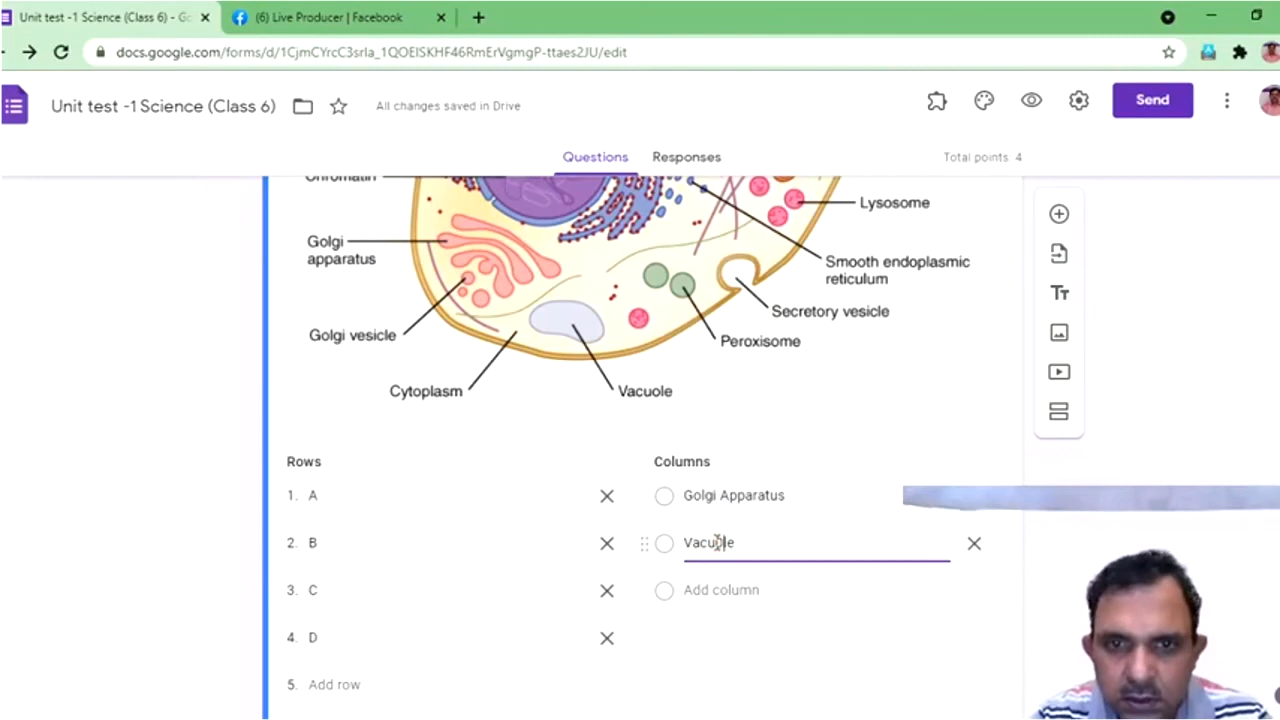 Unit test -1 Science (Class 6) - Go
(6) Live Producer | Facebook
docs.google.com/forms/d/1CjmCYrcC3srla_1QOElSKHF46RmErVgmgP-ttaes2JU/edit
Unit test -1 Science (Class 6)
All changes saved in Drive
Send
Questions
Responses
Total points 4
Chromatin
Lysosome
Golgi
apparatus
Smooth endoplasmic
reticulum
Secretory vesicle
Golgi vesicle
Peroxisome
Cytoplasm
Vacuole
Rows
Columns
1. A
Golgi Apparatus
2. B
Vacuole
3. C
Add column
4. D
5. Add row